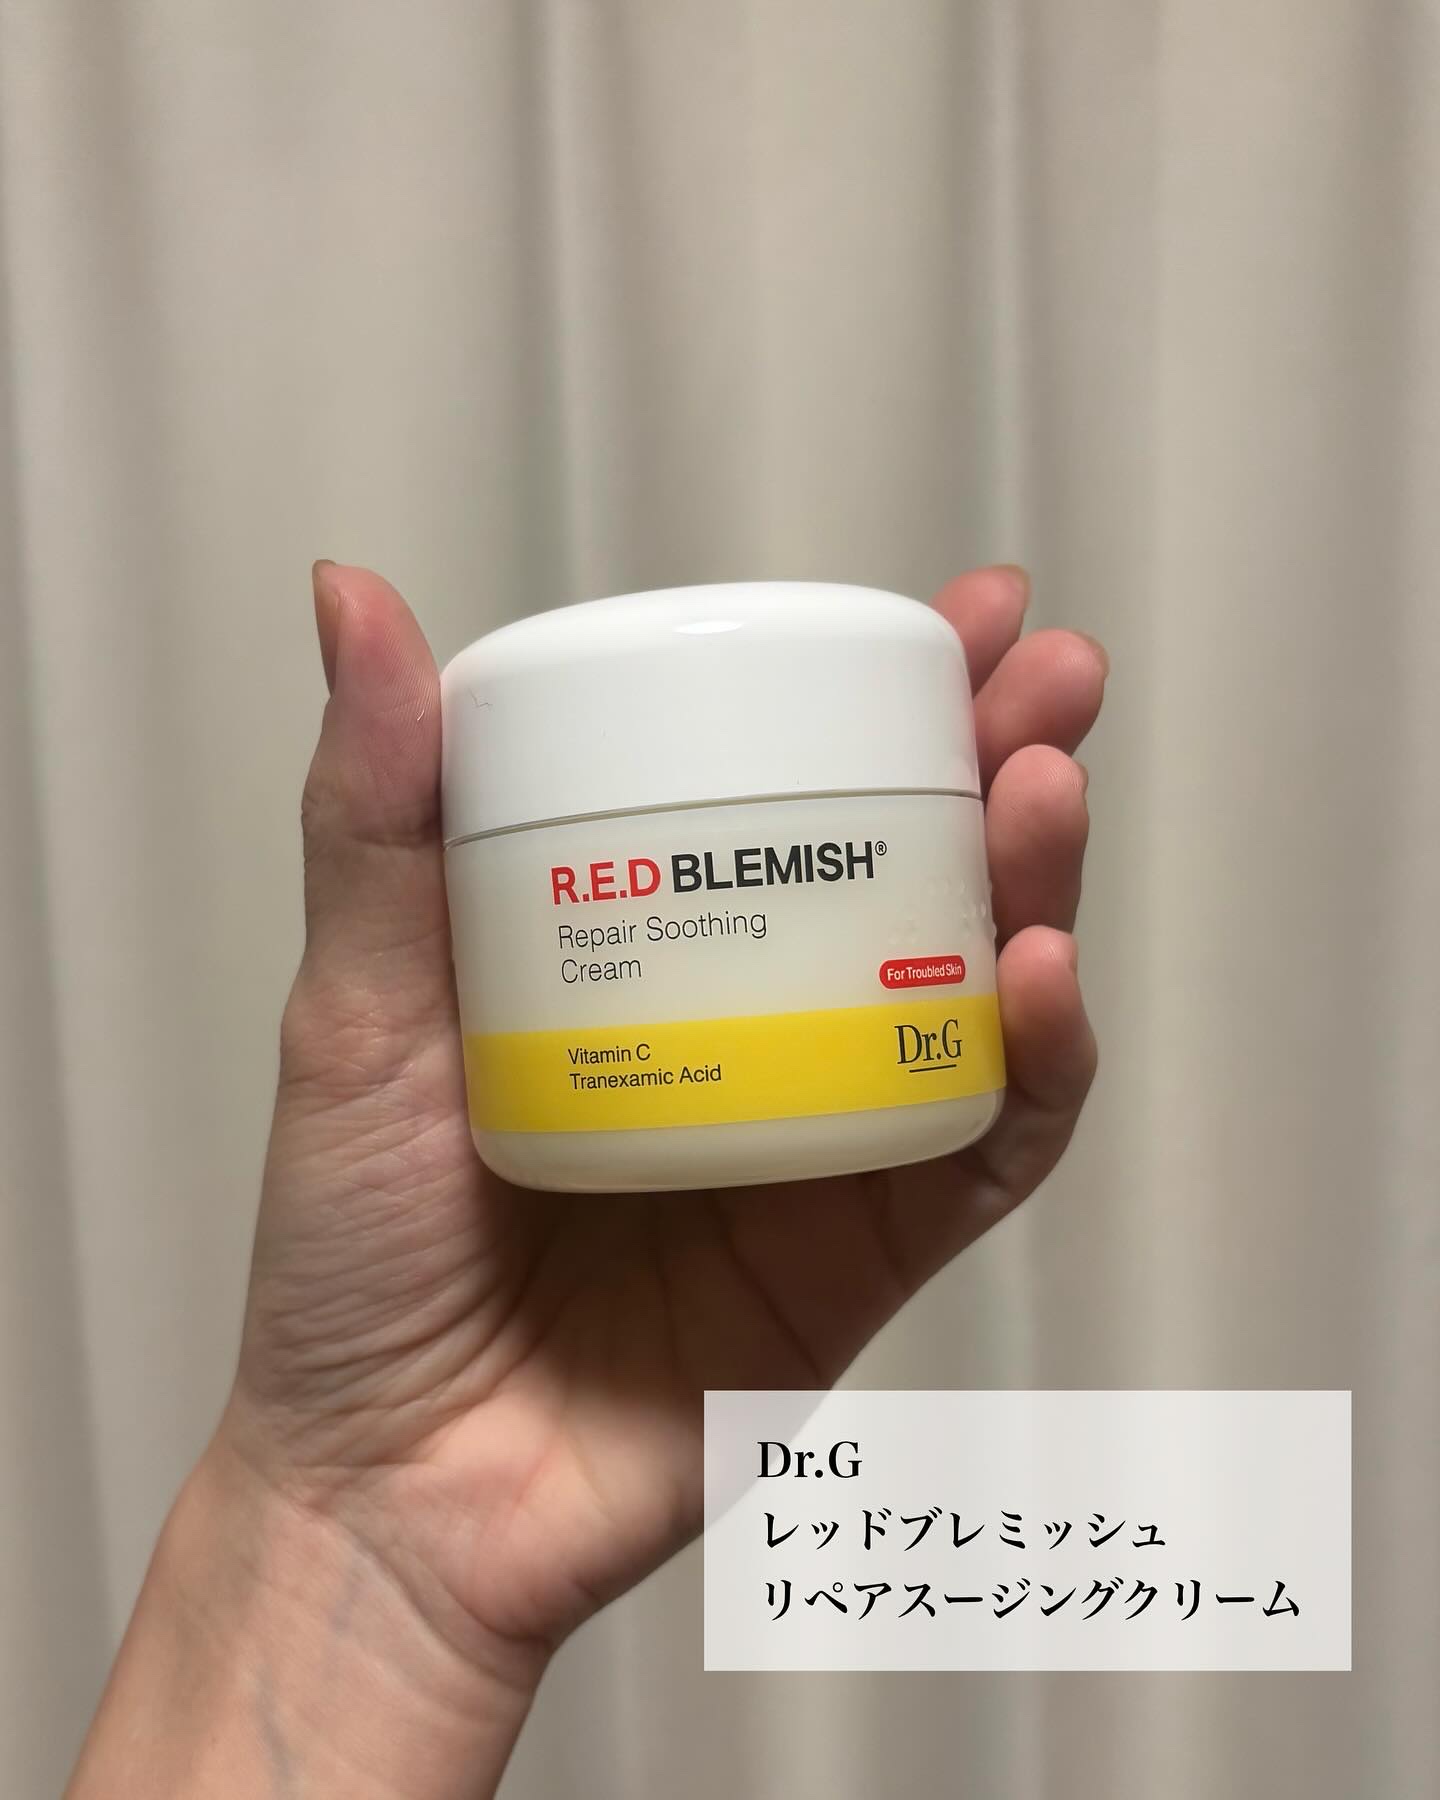 R.E.D BLEMISH®
Repair Soothing
Cream
For Troubled Skin
Vitamin C
Tranexamic Acid
Dr.G
Dr.G
レッドブレミッシュ
リペアスージングクリーム